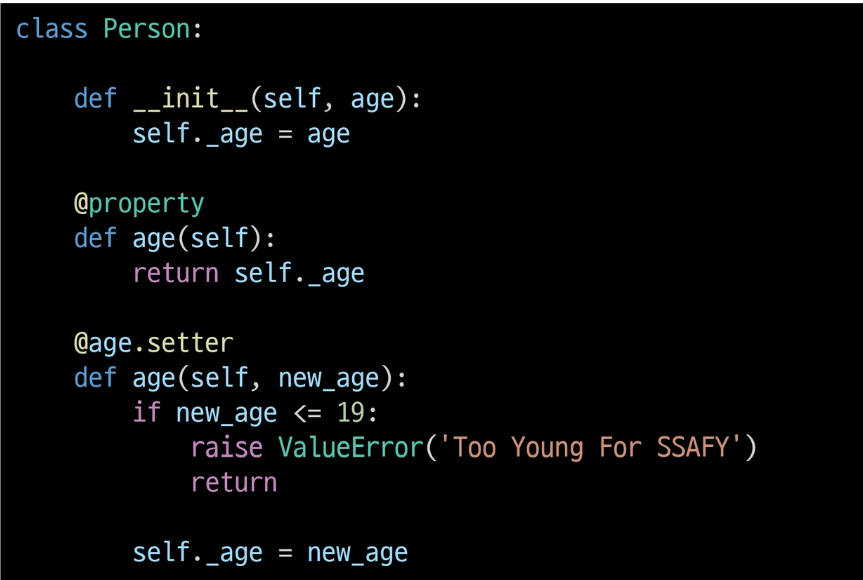 class Person:
    def __init__(self, age):
        self._age = age
    @property
    def age(self):
        return self._age
    @age.setter
    def age(self, new_age):
        if new_age <= 19:
            raise ValueError('Too Young For SSAFY')
            return
        self._age = new_age